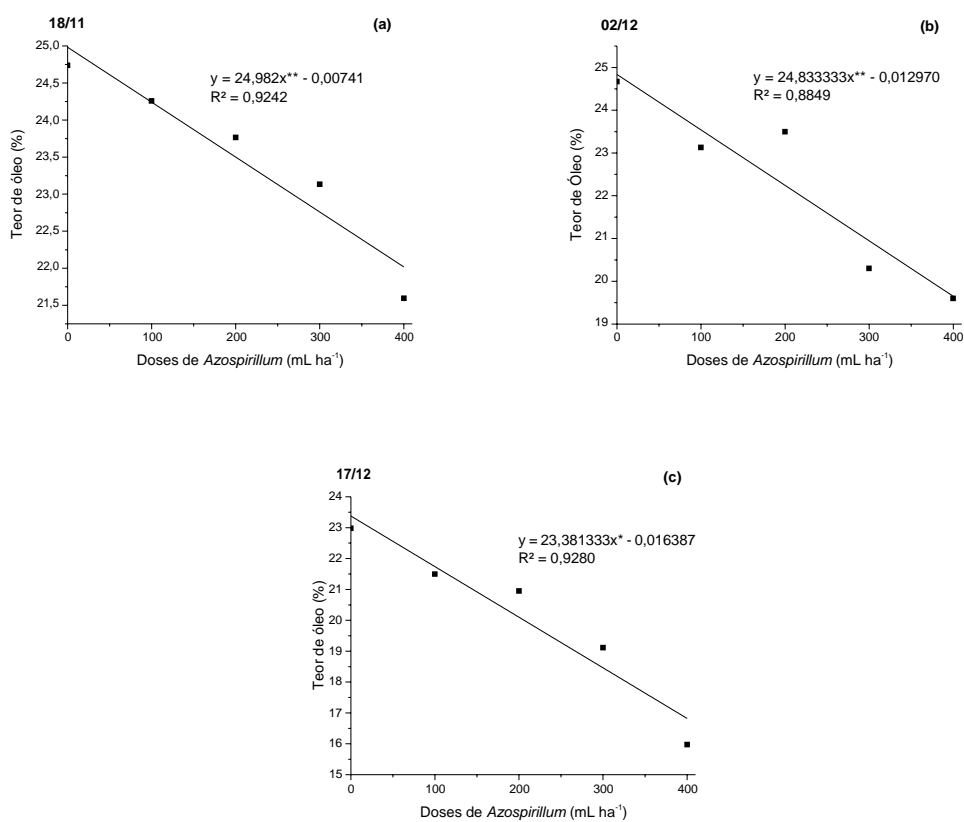 18/11
(a)
25,0
24,5
24,0
23,5
23,0
22,5
22,0
21,5
Teor de óleo (%)
y = 24,982x** - 0,00741
R² = 0,9242
0 100 200 300 400
Doses de Azospirillum (mL ha⁻¹)
02/12
(b)
25
24
23
22
21
20
19
Teor de Óleo (%)
y = 24,833333x** - 0,012970
R² = 0,8849
0 100 200 300 400
Doses de Azospirillum (mL ha⁻¹)
17/12
(c)
24
23
22
21
20
19
18
17
16
15
Teor de óleo (%)
y = 23,381333x* - 0,016387
R² = 0,9280
0 100 200 300 400
Doses de Azospirillum (mL ha⁻¹)